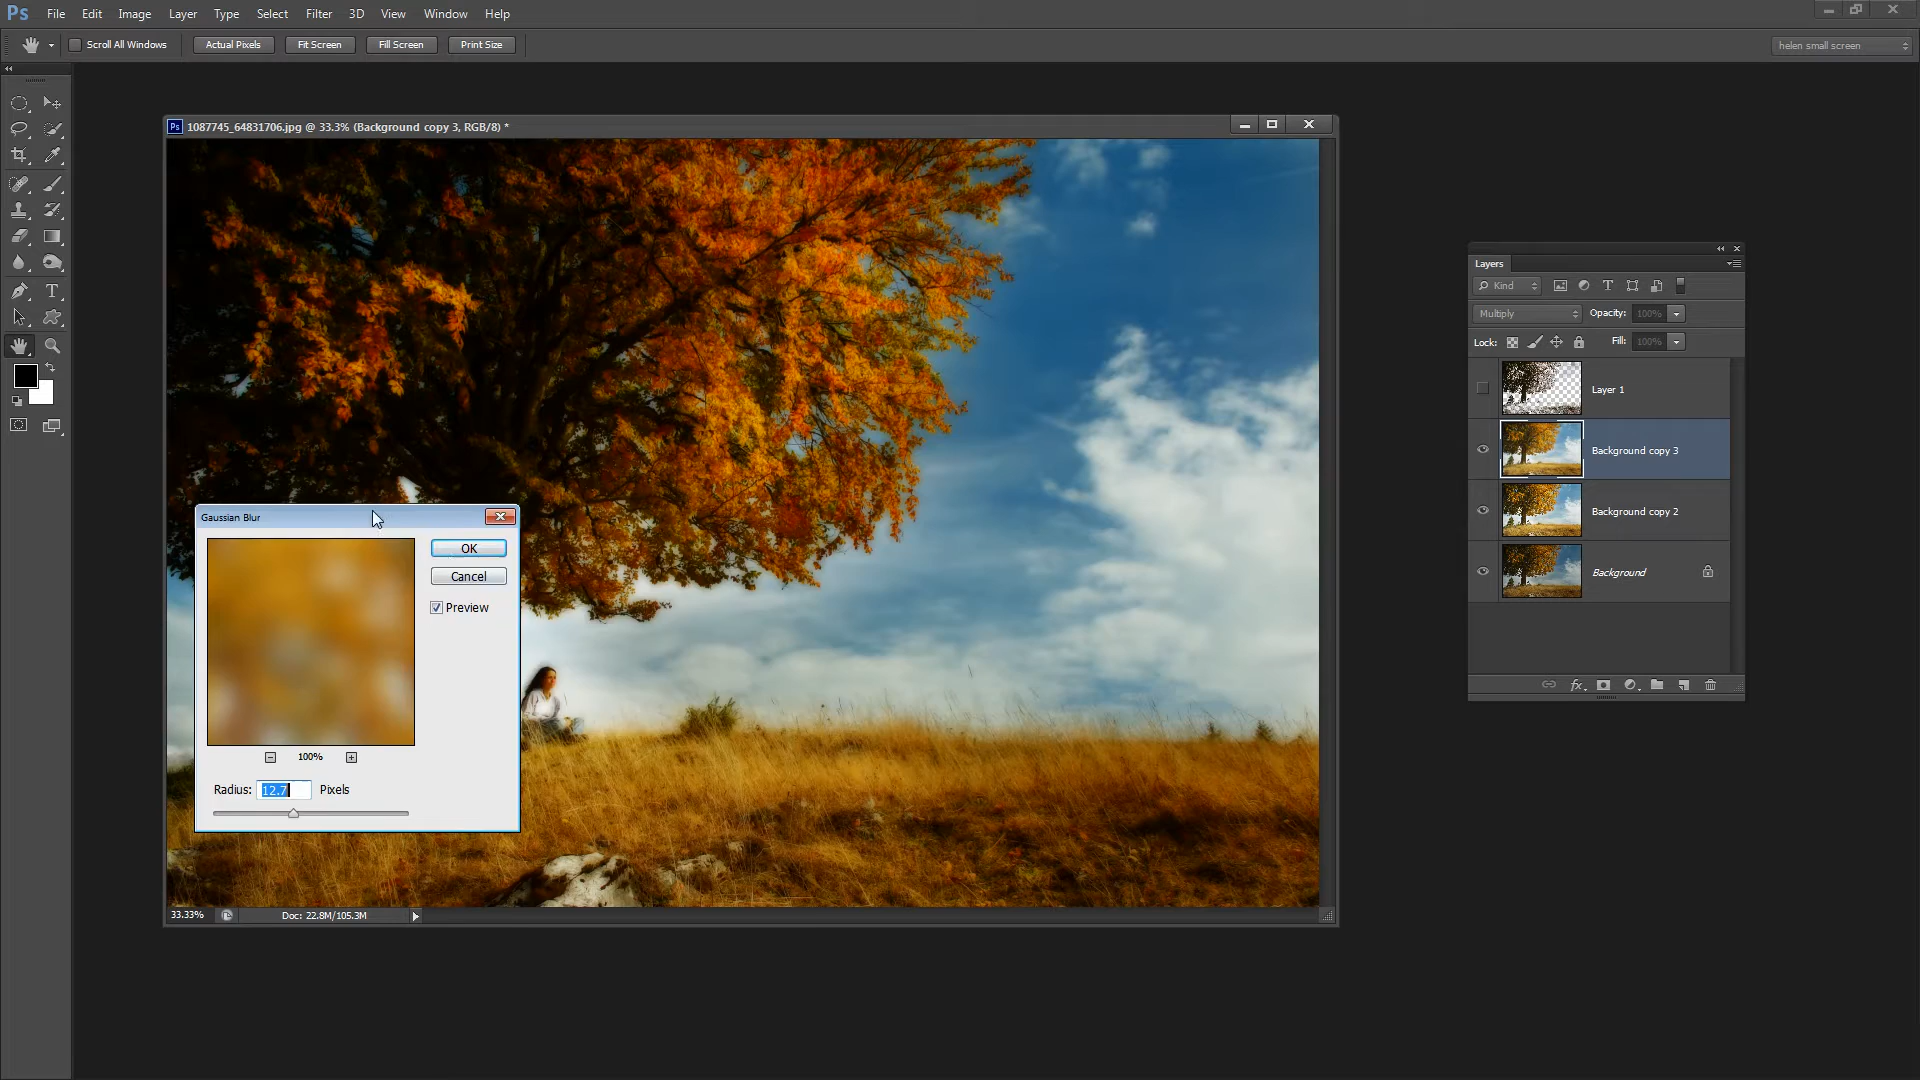 Ps File Edit Image Layer Type Select Filter 3D View Window Help
Scroll All Windows Actual Pixels Fit Screen Fill Screen Print Size helen small screen
Ps 1087745_64831706.jpg @ 33.3% (Background copy 3, RGB/8) *
Layers
Kind T
Multiply Opacity: 100%
Lock: Fill: 100%
Layer 1
Background copy 3
Background copy 2
Background
fx
T
Gaussian Blur
OK
Cancel
Preview
100%
Radius: 12.7 Pixels
33.33% Doc: 22.8M/105.3M